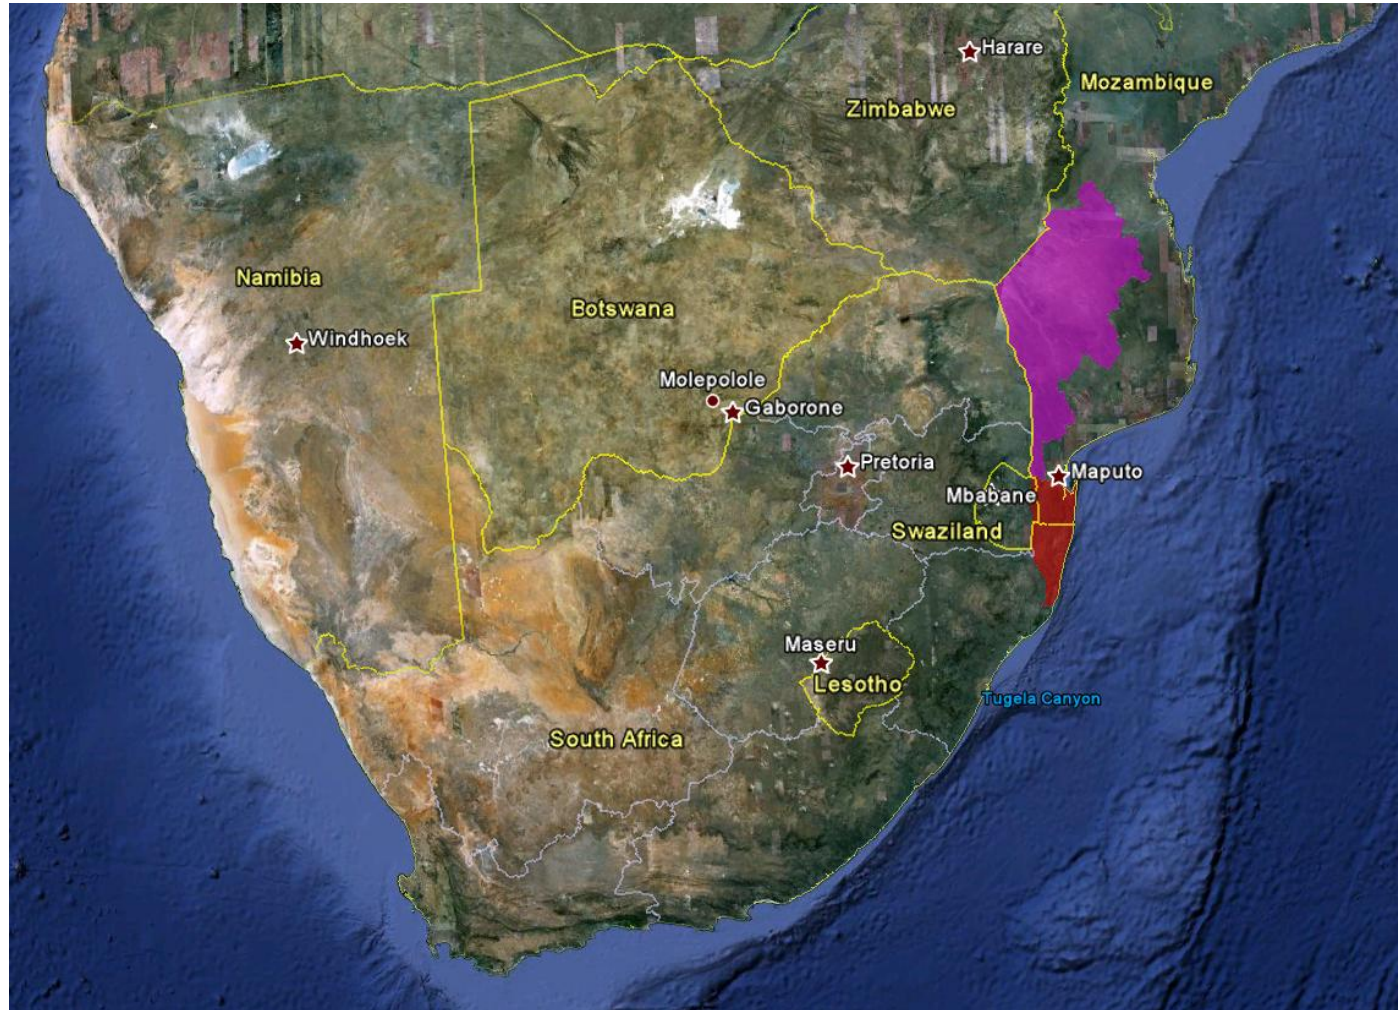 Harare
Mozambique
Zimbabwe
Namibia
Botswana
Windhoek
Molepolole
Gaborone
Pretoria
Maputo
Mbabane
Swaziland
Maseru
Lesotho
Tugela Canyon
South Africa